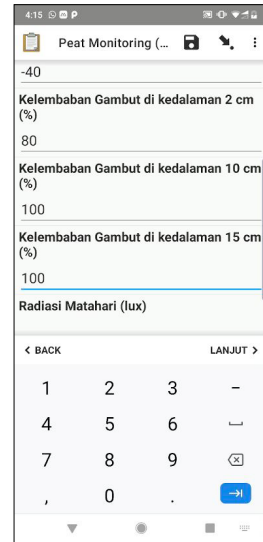 4:15
Peat Monitoring (...
-40
Kelembaban Gambut di kedalaman 2 cm
(%)
80
Kelembaban Gambut di kedalaman 10 cm
(%)
100
Kelembaban Gambut di kedalaman 15 cm
(%)
100
Radiasi Matahari (lux)
< BACK LANJUT >
1 2 3 -
4 5 6
7 8 9
, 0 .